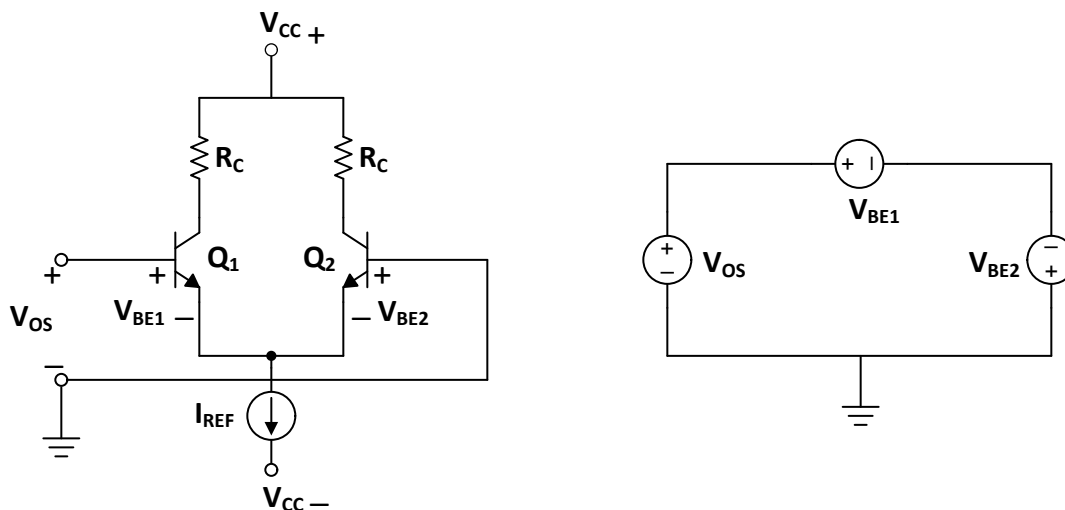 VCC +
RC RC
Q1 Q2
+ + +
VOS
VBE1 – – VBE2
–
IREF
VCC –
+ –
VBE1
+
–
VOS
–
+
VBE2